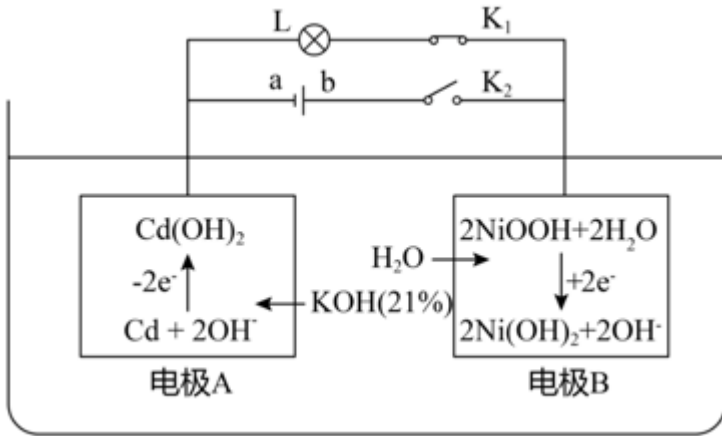 L K₁
a b K₂
Cd(OH)₂
-2e⁻
Cd + 2OH⁻
电极A
H₂O
KOH(21%)
2NiOOH+2H₂O
+2e⁻
2Ni(OH)₂+2OH⁻
电极B